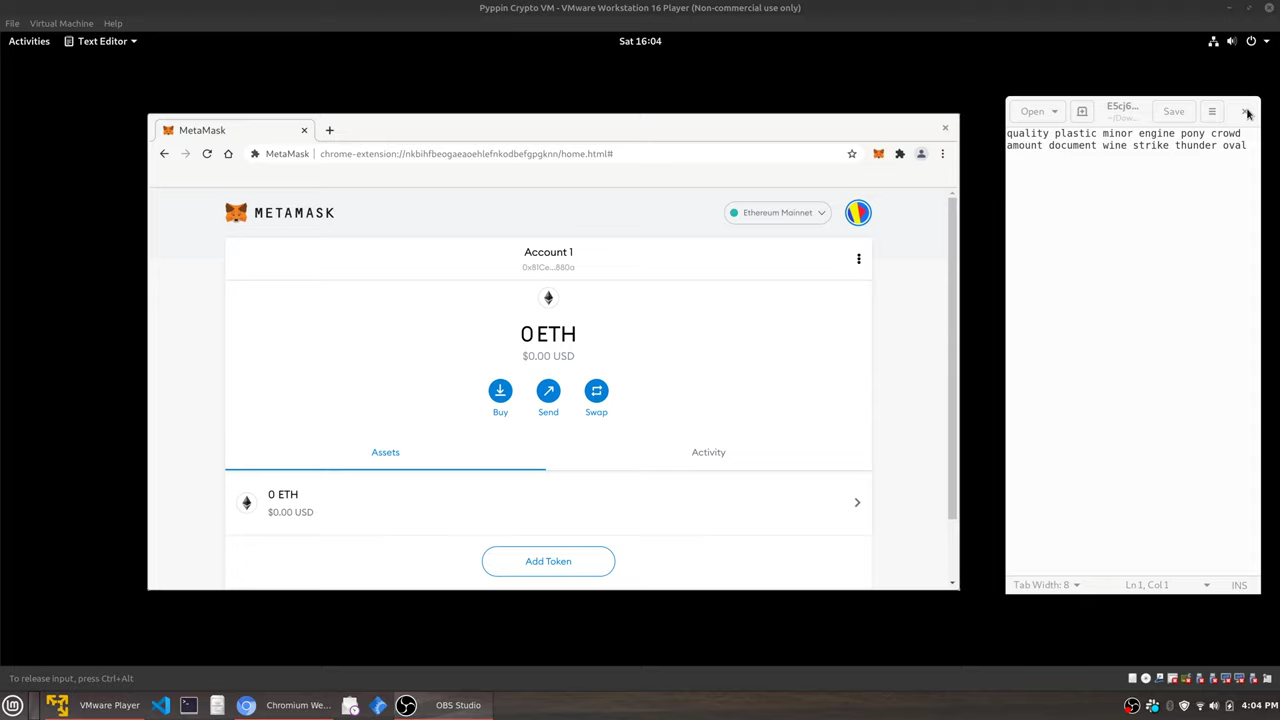 Pyppin Crypto VM - VMware Workstation 16 Player (Non-commercial use only)
File Virtual Machine Help
Activities Text Editor Sat 16:04
MetaMask
MetaMask chrome-extension://nkbihfbeogaeaoehlefnkodbefgpgknn/home.html#
METAMASK Ethereum Mainnet
Account 1
0x81Ce...880a
0 ETH
$0.00 USD
Buy Send Swap
Assets Activity
0 ETH
$0.00 USD
Add Token
Open E5cj6... Save
~/Dow...
quality plastic minor engine pony crowd
amount document wine strike thunder oval
Tab Width: 8 Ln 1, Col 1 INS
To release input, press Ctrl+Alt
VMware Player Chromium We... OBS Studio 4:04 PM